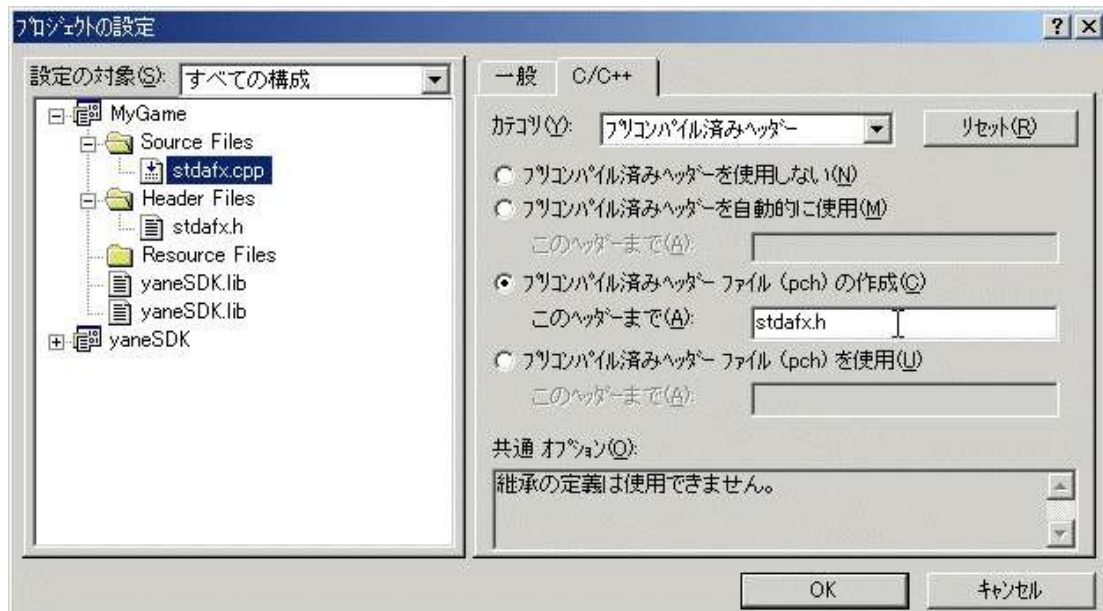 プロジェクトの設定
設定の対象(S): すべての構成
MyGame
Source Files
stdafx.cpp
Header Files
stdafx.h
Resource Files
yaneSDK.lib
yaneSDK.lib
yaneSDK
一般 C/C++
カテゴリ(Y): プリコンパイル済みヘッダー リセット(R)
プリコンパイル済みヘッダーを使用しない(N)
プリコンパイル済みヘッダーを自動的に使用(M)
このヘッダーまで(A):
プリコンパイル済みヘッダー ファイル (pch) の作成(C)
このヘッダーまで(A): stdafx.h
プリコンパイル済みヘッダー ファイル (pch) を使用(U)
このヘッダーまで(A):
共通 オプション(O):
継承の定義は使用できません。
OK キャンセル